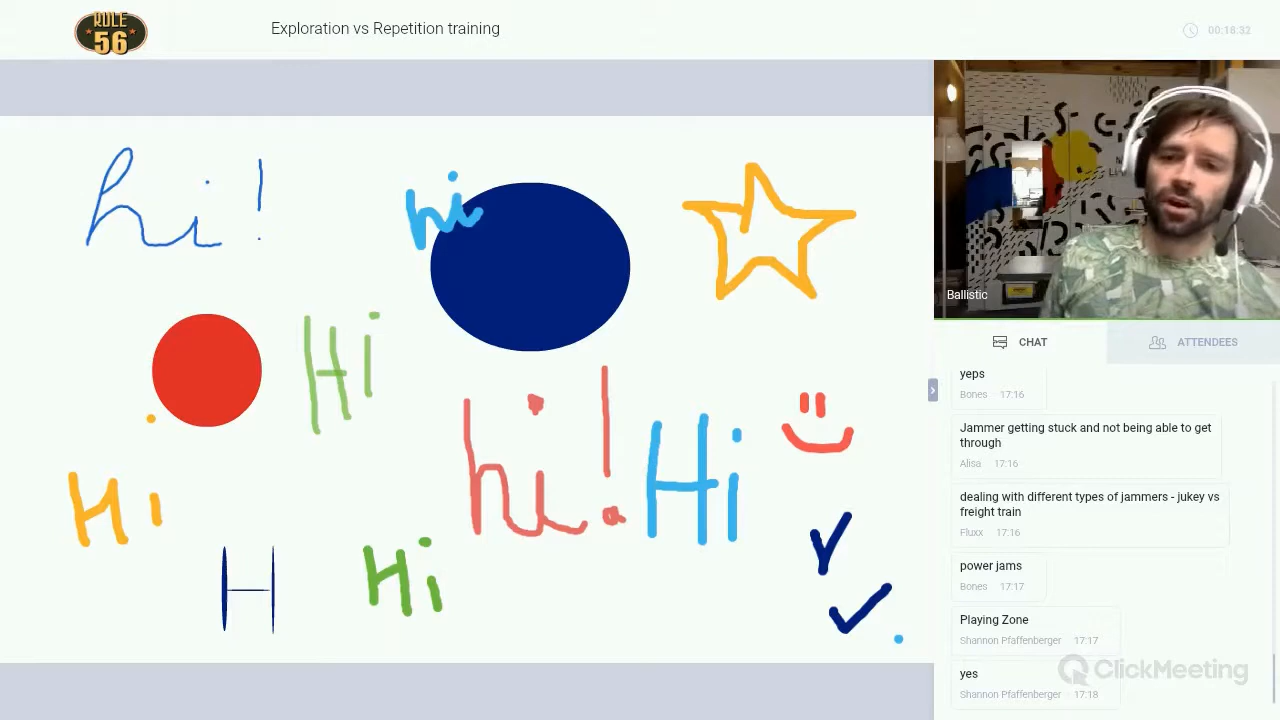 RULE
56
Exploration vs Repetition training
00:16:32
hi!
hi
Hi
hi!
Hi
Hi
H
Hi
Ballistic
CHAT
ATTENDEES
yeps
Bones 17:16
Jammer getting stuck and not being able to get
through
Alisa 17:16
dealing with different types of jammers - jukey vs
freight train
Fluxx 17:16
power jams
Bones 17:17
Playing Zone
Shannon Pfaffenberger 17:17
yes
Shannon Pfaffenberger 17:18
ClickMeeting